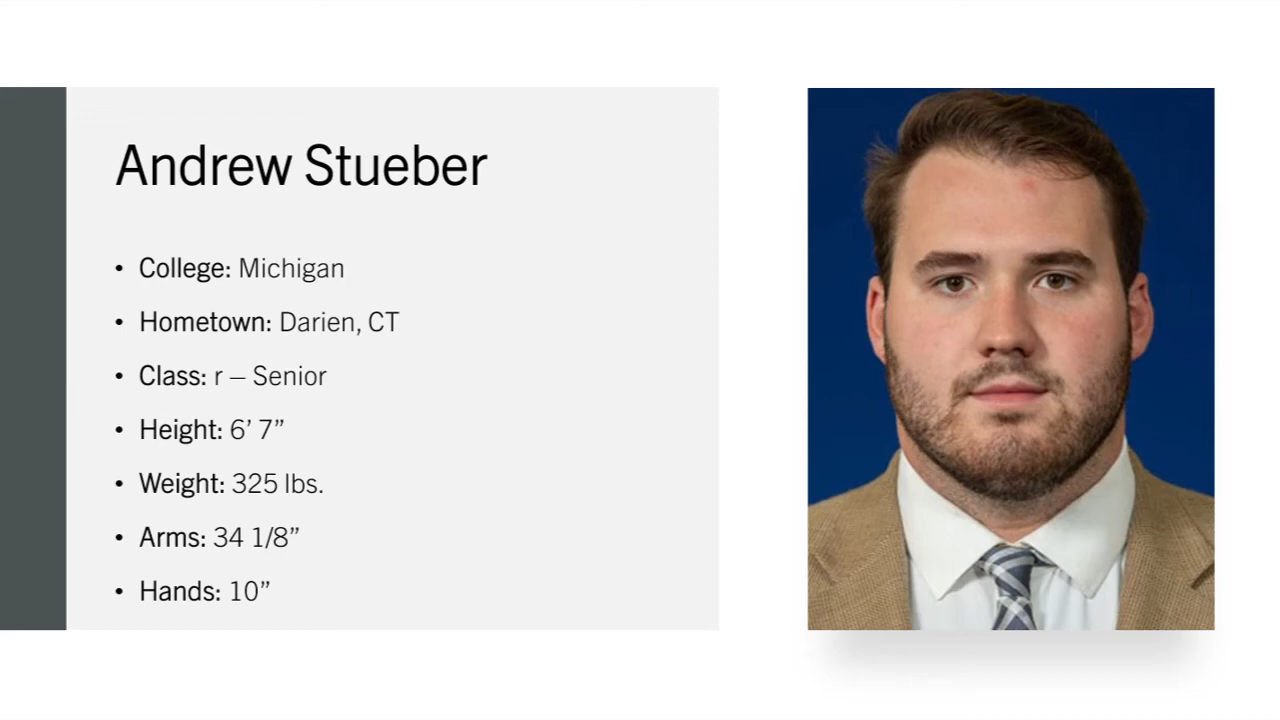 Andrew Stueber
• College: Michigan
• Hometown: Darien, CT
• Class: r – Senior
• Height: 6’ 7”
• Weight: 325 lbs.
• Arms: 34 1/8”
• Hands: 10”